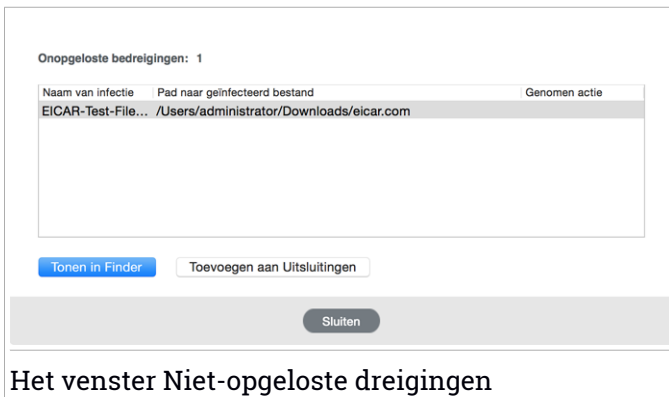 Onopgeloste bedreigingen: 1
Naam van infectie Pad naar geïnfecteerd bestand Genomen actie
EICAR-Test-File... /Users/administrator/Downloads/eicar.com
Tonen in Finder Toevoegen aan Uitsluitingen
Sluiten
Het venster Niet-opgeloste dreigingen